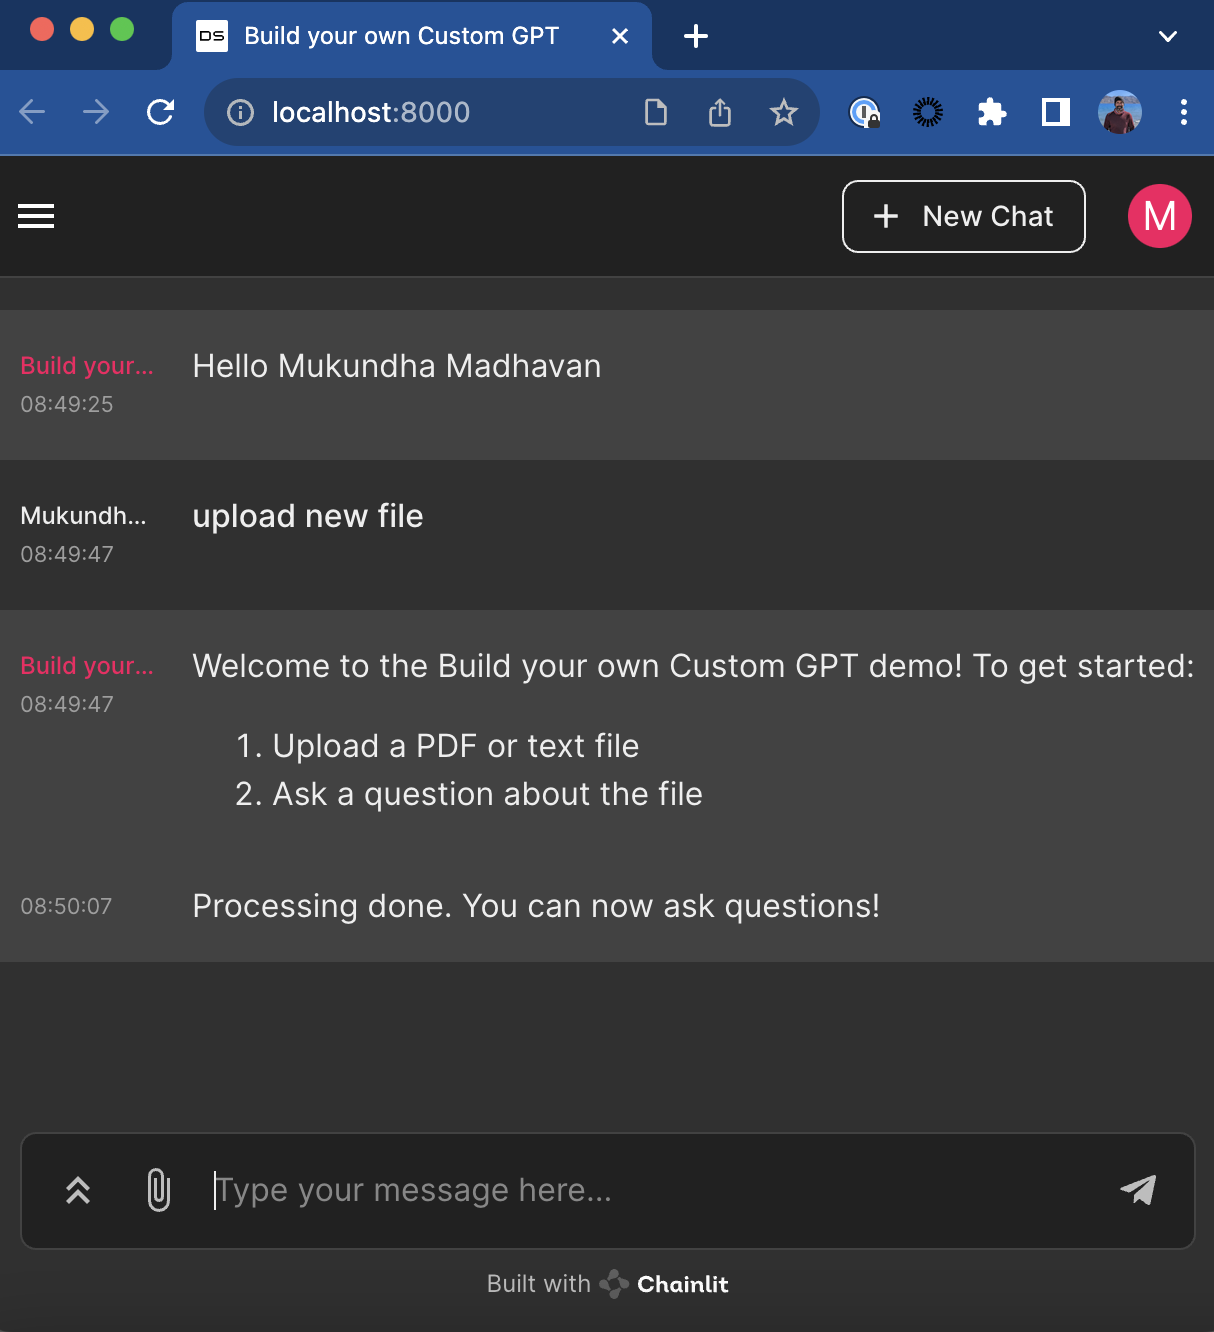 DS Build your own Custom GPT
localhost:8000
New Chat
M
Build your... Hello Mukundha Madhavan
08:49:25
Mukundh... upload new file
08:49:47
Build your... Welcome to the Build your own Custom GPT demo! To get started:
08:49:47
1. Upload a PDF or text file
2. Ask a question about the file
08:50:07 Processing done. You can now ask questions!
Type your message here...
Built with Chainlit